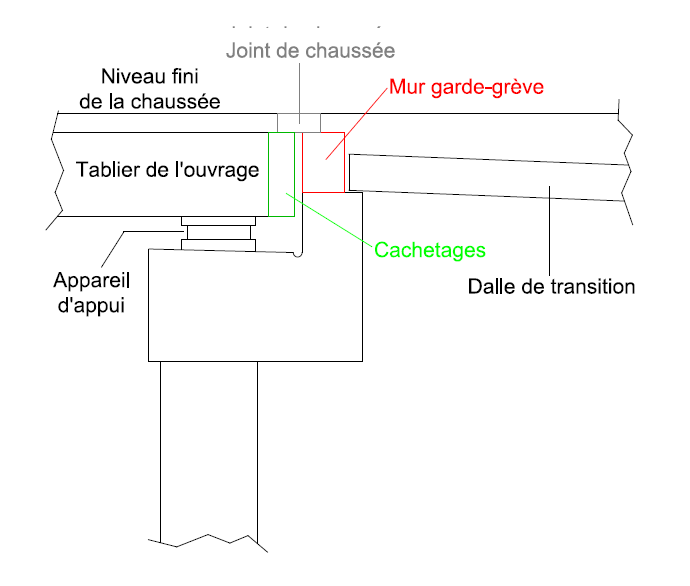 Joint de chaussée
Niveau fini
de la chaussée
Mur garde-grève
Tablier de l'ouvrage
Cachetages
Appareil
d'appui
Dalle de transition